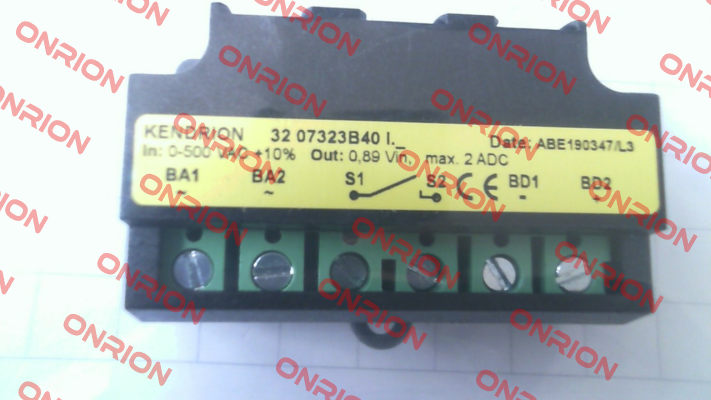 KENDRION 32 07323B40 I._ Date: ABE190347/L3
In: 0-500 VAC +10% Out: 0,89 Vin, max. 2 ADC
BA1 BA2 S1 S2 CE BD1 BD2
~ ~ -
ONRION